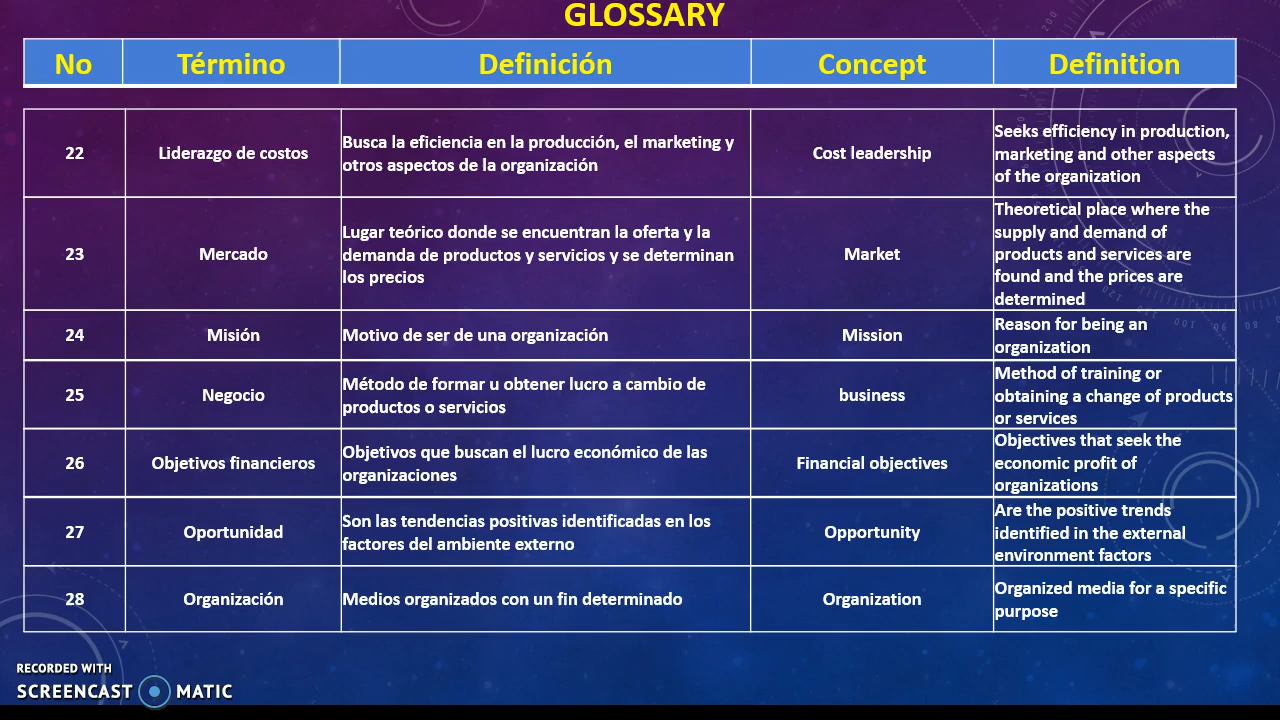 GLOSSARY
No Término Definición Concept Definition
22 Liderazgo de costos
Busca la eficiencia en la producción, el marketing y
otros aspectos de la organización
Cost leadership
Seeks efficiency in production,
marketing and other aspects
of the organization
23 Mercado
Lugar teórico donde se encuentran la oferta y la
demanda de productos y servicios y se determinan
los precios
Market
Theoretical place where the
supply and demand of
products and services are
found and the prices are
determined
24 Misión
Motivo de ser de una organización
Mission
Reason for being an
organization
25 Negocio
Método de formar u obtener lucro a cambio de
productos o servicios
business
Method of training or
obtaining a change of products
or services
26 Objetivos financieros
Objetivos que buscan el lucro económico de las
organizaciones
Financial objectives
Objectives that seek the
economic profit of
organizations
27 Oportunidad
Son las tendencias positivas identificadas en los
factores del ambiente externo
Opportunity
Are the positive trends
identified in the external
environment factors
28 Organización
Medios organizados con un fin determinado
Organization
Organized media for a specific
purpose
RECORDED WITH
SCREENCAST MATIC